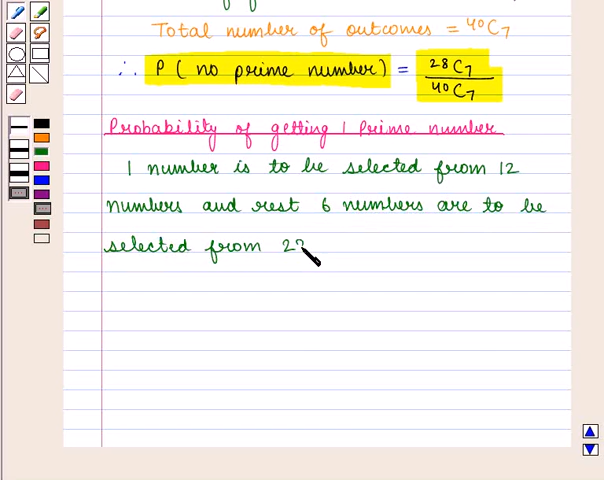 Total number of outcomes = ⁴⁰C₇
∴ P ( no prime number ) = ²⁸C₇ / ⁴⁰C₇
Probability of getting 1 Prime number
1 number is to be selected from 12
numbers and rest 6 numbers are to be
selected from